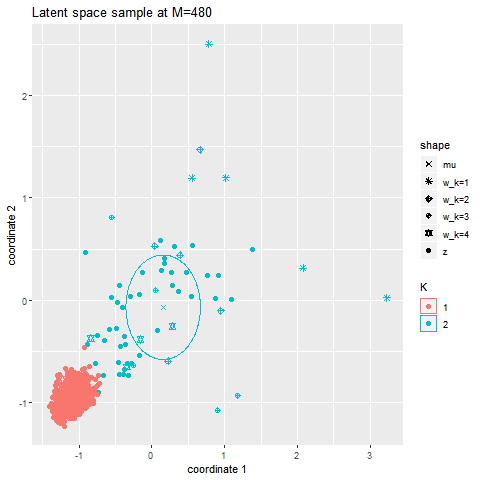 Latent space sample at M=480
coordinate 2
2
1
0
-1
-1
0
1
2
3
coordinate 1
shape
mu
w_k=1
w_k=2
w_k=3
w_k=4
z
K
1
2